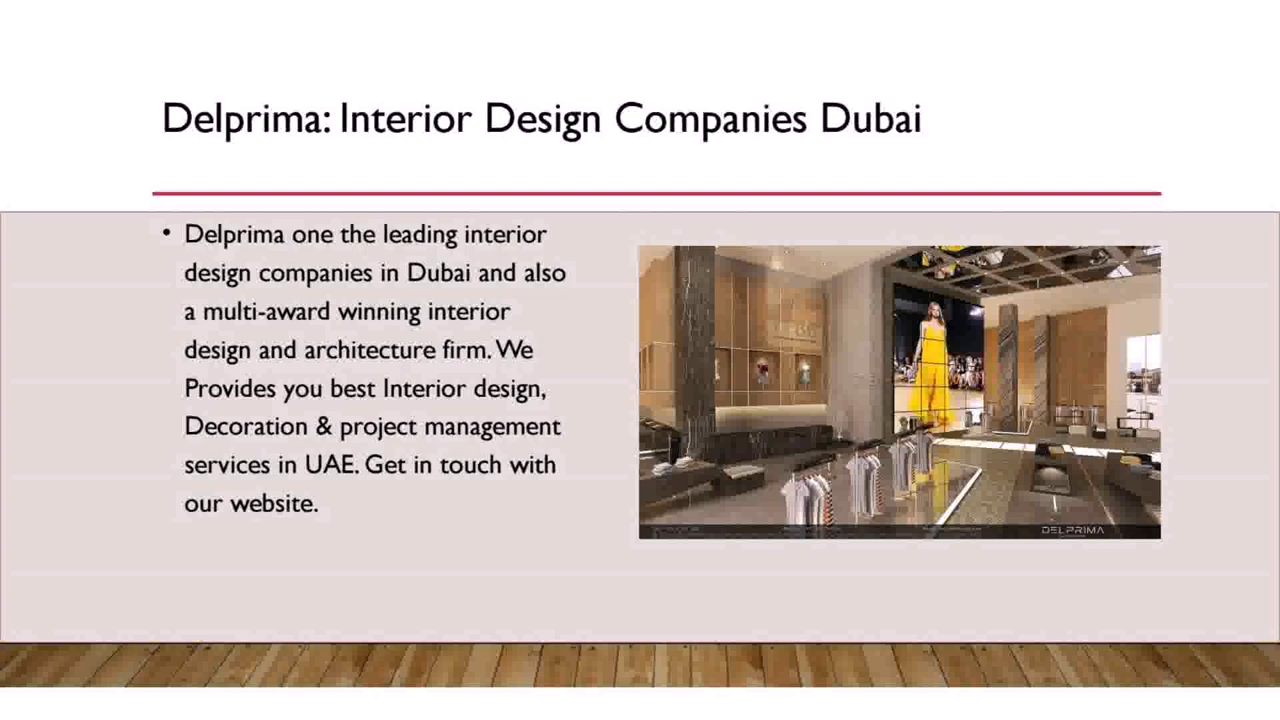 Delprima: Interior Design Companies Dubai
• Delprima one the leading interior
design companies in Dubai and also
a multi-award winning interior
design and architecture firm. We
Provides you best Interior design,
Decoration & project management
services in UAE. Get in touch with
our website.
DELPRIMA